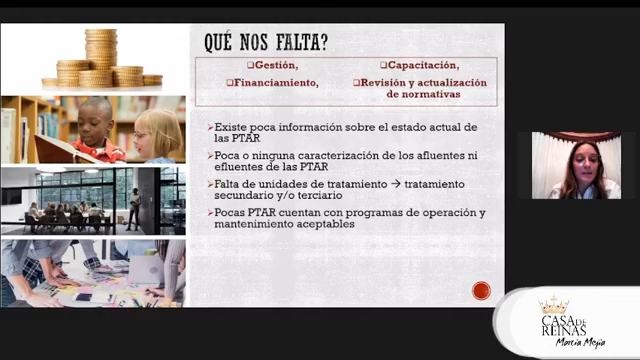 QUÉ NOS FALTA?
❑Gestión,
❑Capacitación,
❑Financiamiento,
❑Revisión y actualización
de normativas
➢Existe poca información sobre el estado actual de
las PTAR
➢Poca o ninguna caracterización de los afluentes ni
efluentes de las PTAR
➢Falta de unidades de tratamiento → tratamiento
secundario y/o terciario
➢Pocas PTAR cuentan con programas de operación y
mantenimiento aceptables
CASA DE
REINAS
Marcia Mejía